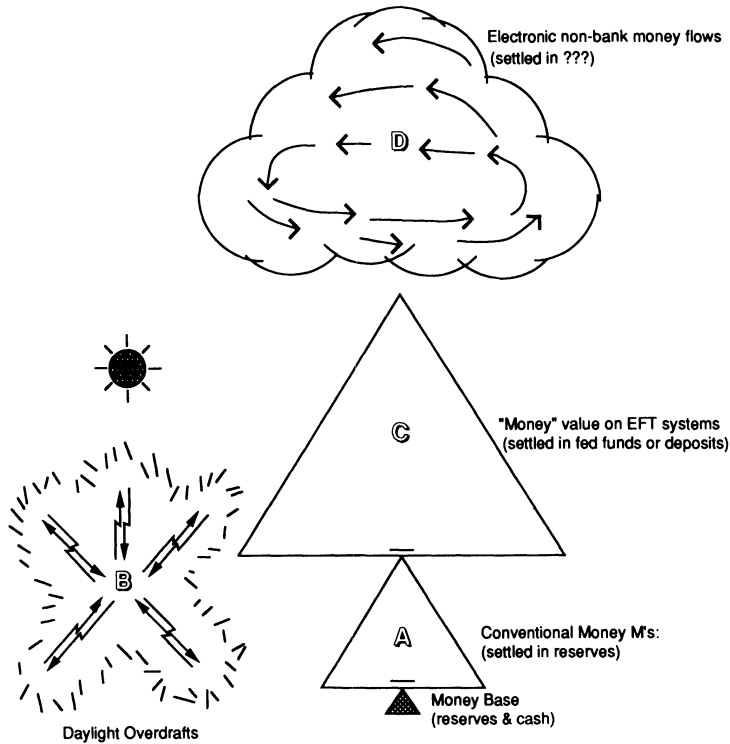 Electronic non-bank money flows
(settled in ???)
D
C
"Money" value on EFT systems
(settled in fed funds or deposits)
B
A
Conventional Money M's:
(settled in reserves)
Money Base
(reserves & cash)
Daylight Overdrafts